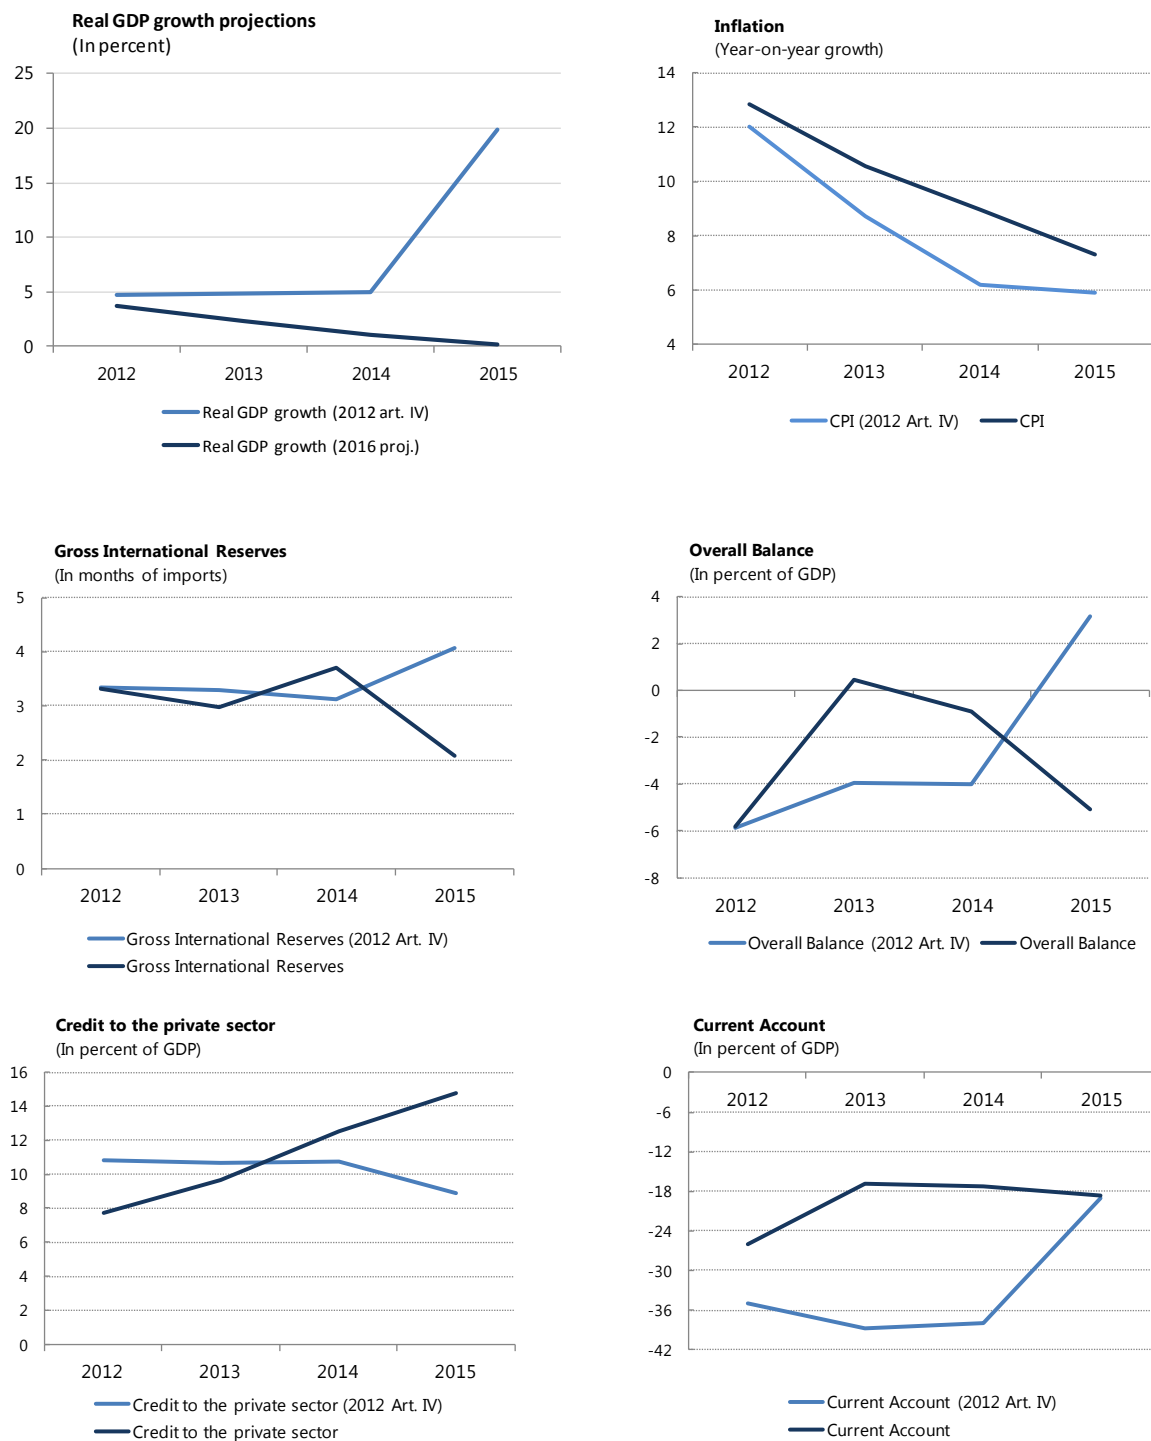 Real GDP growth projections
(In percent)
25
20
15
10
5
0
2012 2013 2014 2015
Real GDP growth (2012 art. IV)
Real GDP growth (2016 proj.)
Inflation
(Year-on-year growth)
14
12
10
8
6
4
2012 2013 2014 2015
CPI (2012 Art. IV) CPI
Gross International Reserves
(In months of imports)
5
4
3
2
1
0
2012 2013 2014 2015
Gross International Reserves (2012 Art. IV)
Gross International Reserves
Overall Balance
(In percent of GDP)
4
2
0
-2
-4
-6
-8
2012 2013 2014 2015
Overall Balance (2012 Art. IV) Overall Balance
Credit to the private sector
(In percent of GDP)
16
14
12
10
8
6
4
2
0
2012 2013 2014 2015
Credit to the private sector (2012 Art. IV)
Credit to the private sector
Current Account
(In percent of GDP)
0
2012 2013 2014 2015
-6
-12
-18
-24
-30
-36
-42
Current Account (2012 Art. IV)
Current Account